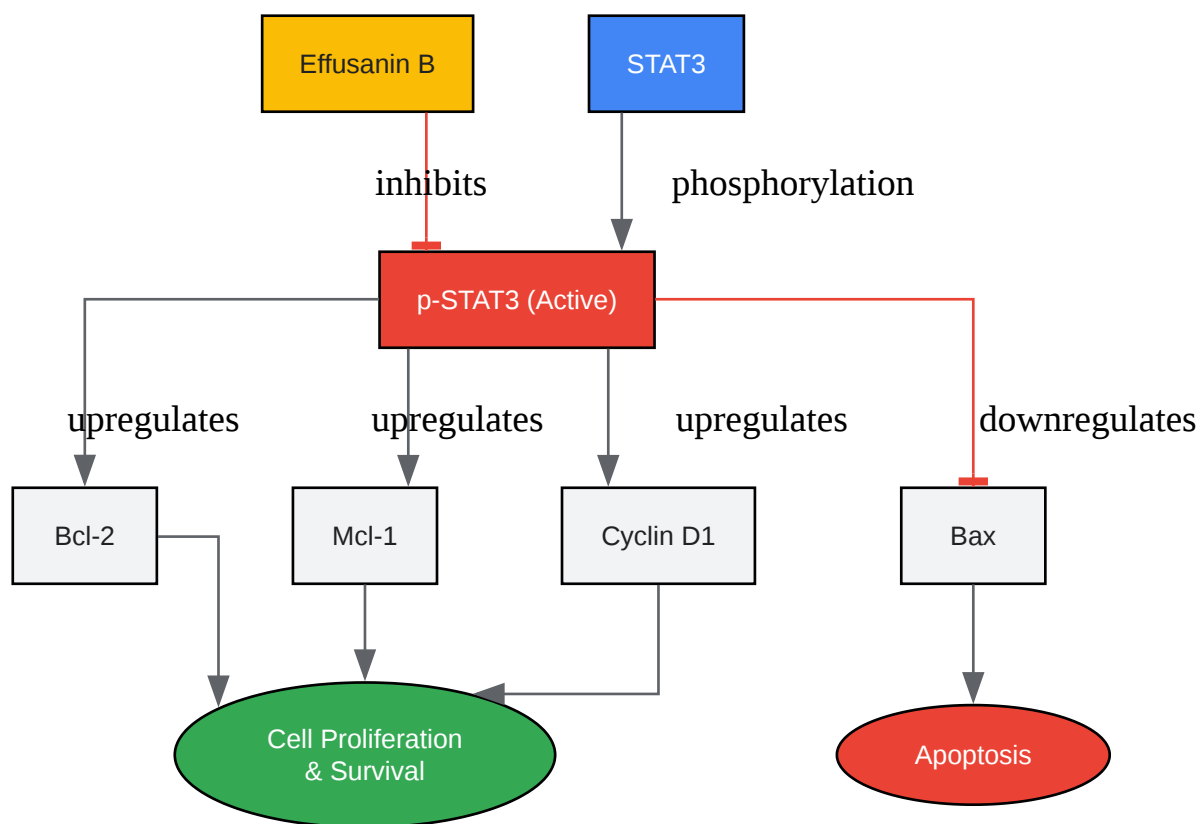 Effusanin B
STAT3
inhibits
phosphorylation
p-STAT3 (Active)
upregulates
upregulates
upregulates
downregulates
Bcl-2
Mcl-1
Cyclin D1
Bax
Cell Proliferation
& Survival
Apoptosis